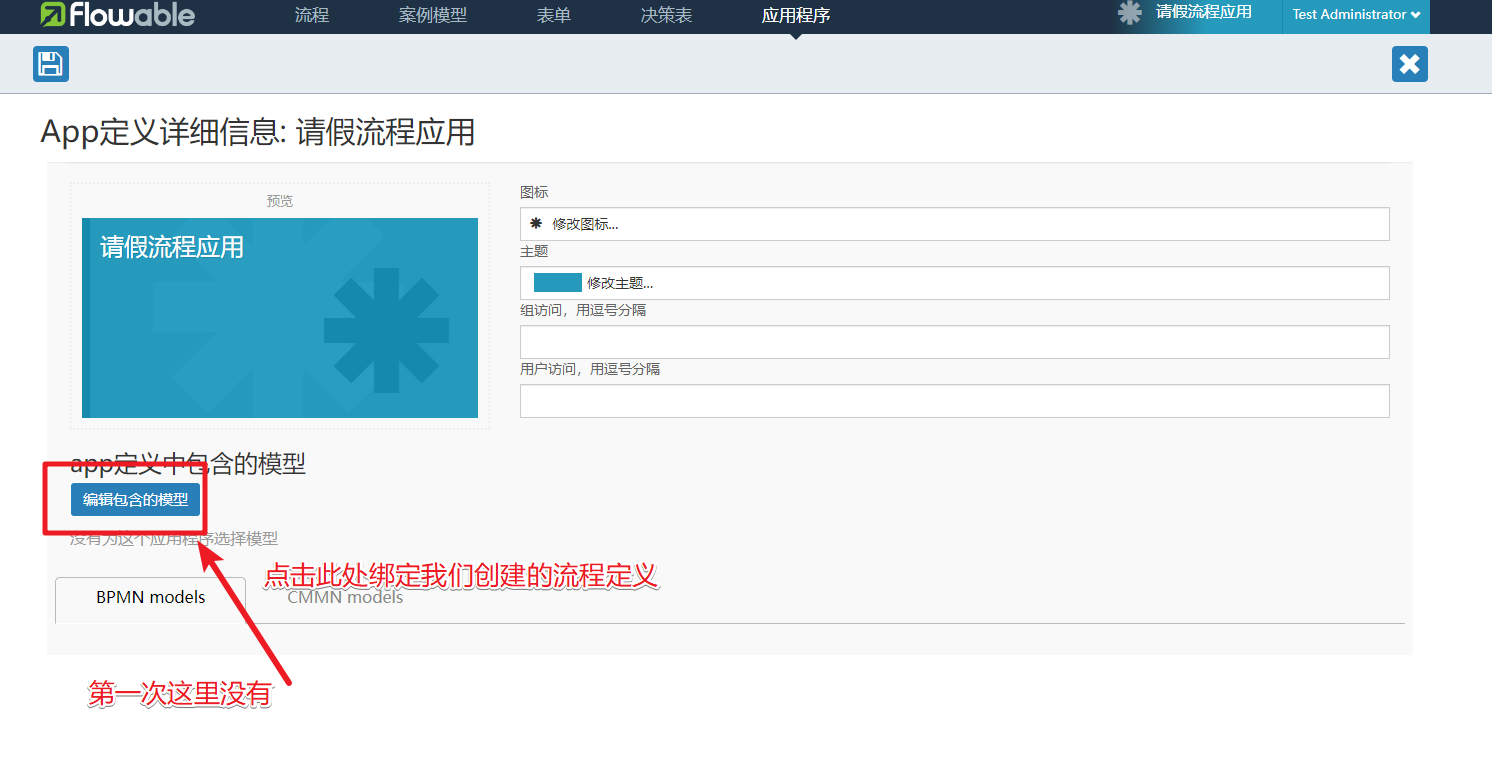 flowable 流程 案例模型 表单 决策表 应用程序 请假流程应用 Test Administrator
App定义详细信息: 请假流程应用
预览
请假流程应用
图标
修改图标...
主题
修改主题...
组访问，用逗号分隔
用户访问，用逗号分隔
app定义中包含的模型
编辑包含的模型
没有为这个应用程序选择模型
点击此处绑定我们创建的流程定义
BPMN models CMMN models
第一次这里没有